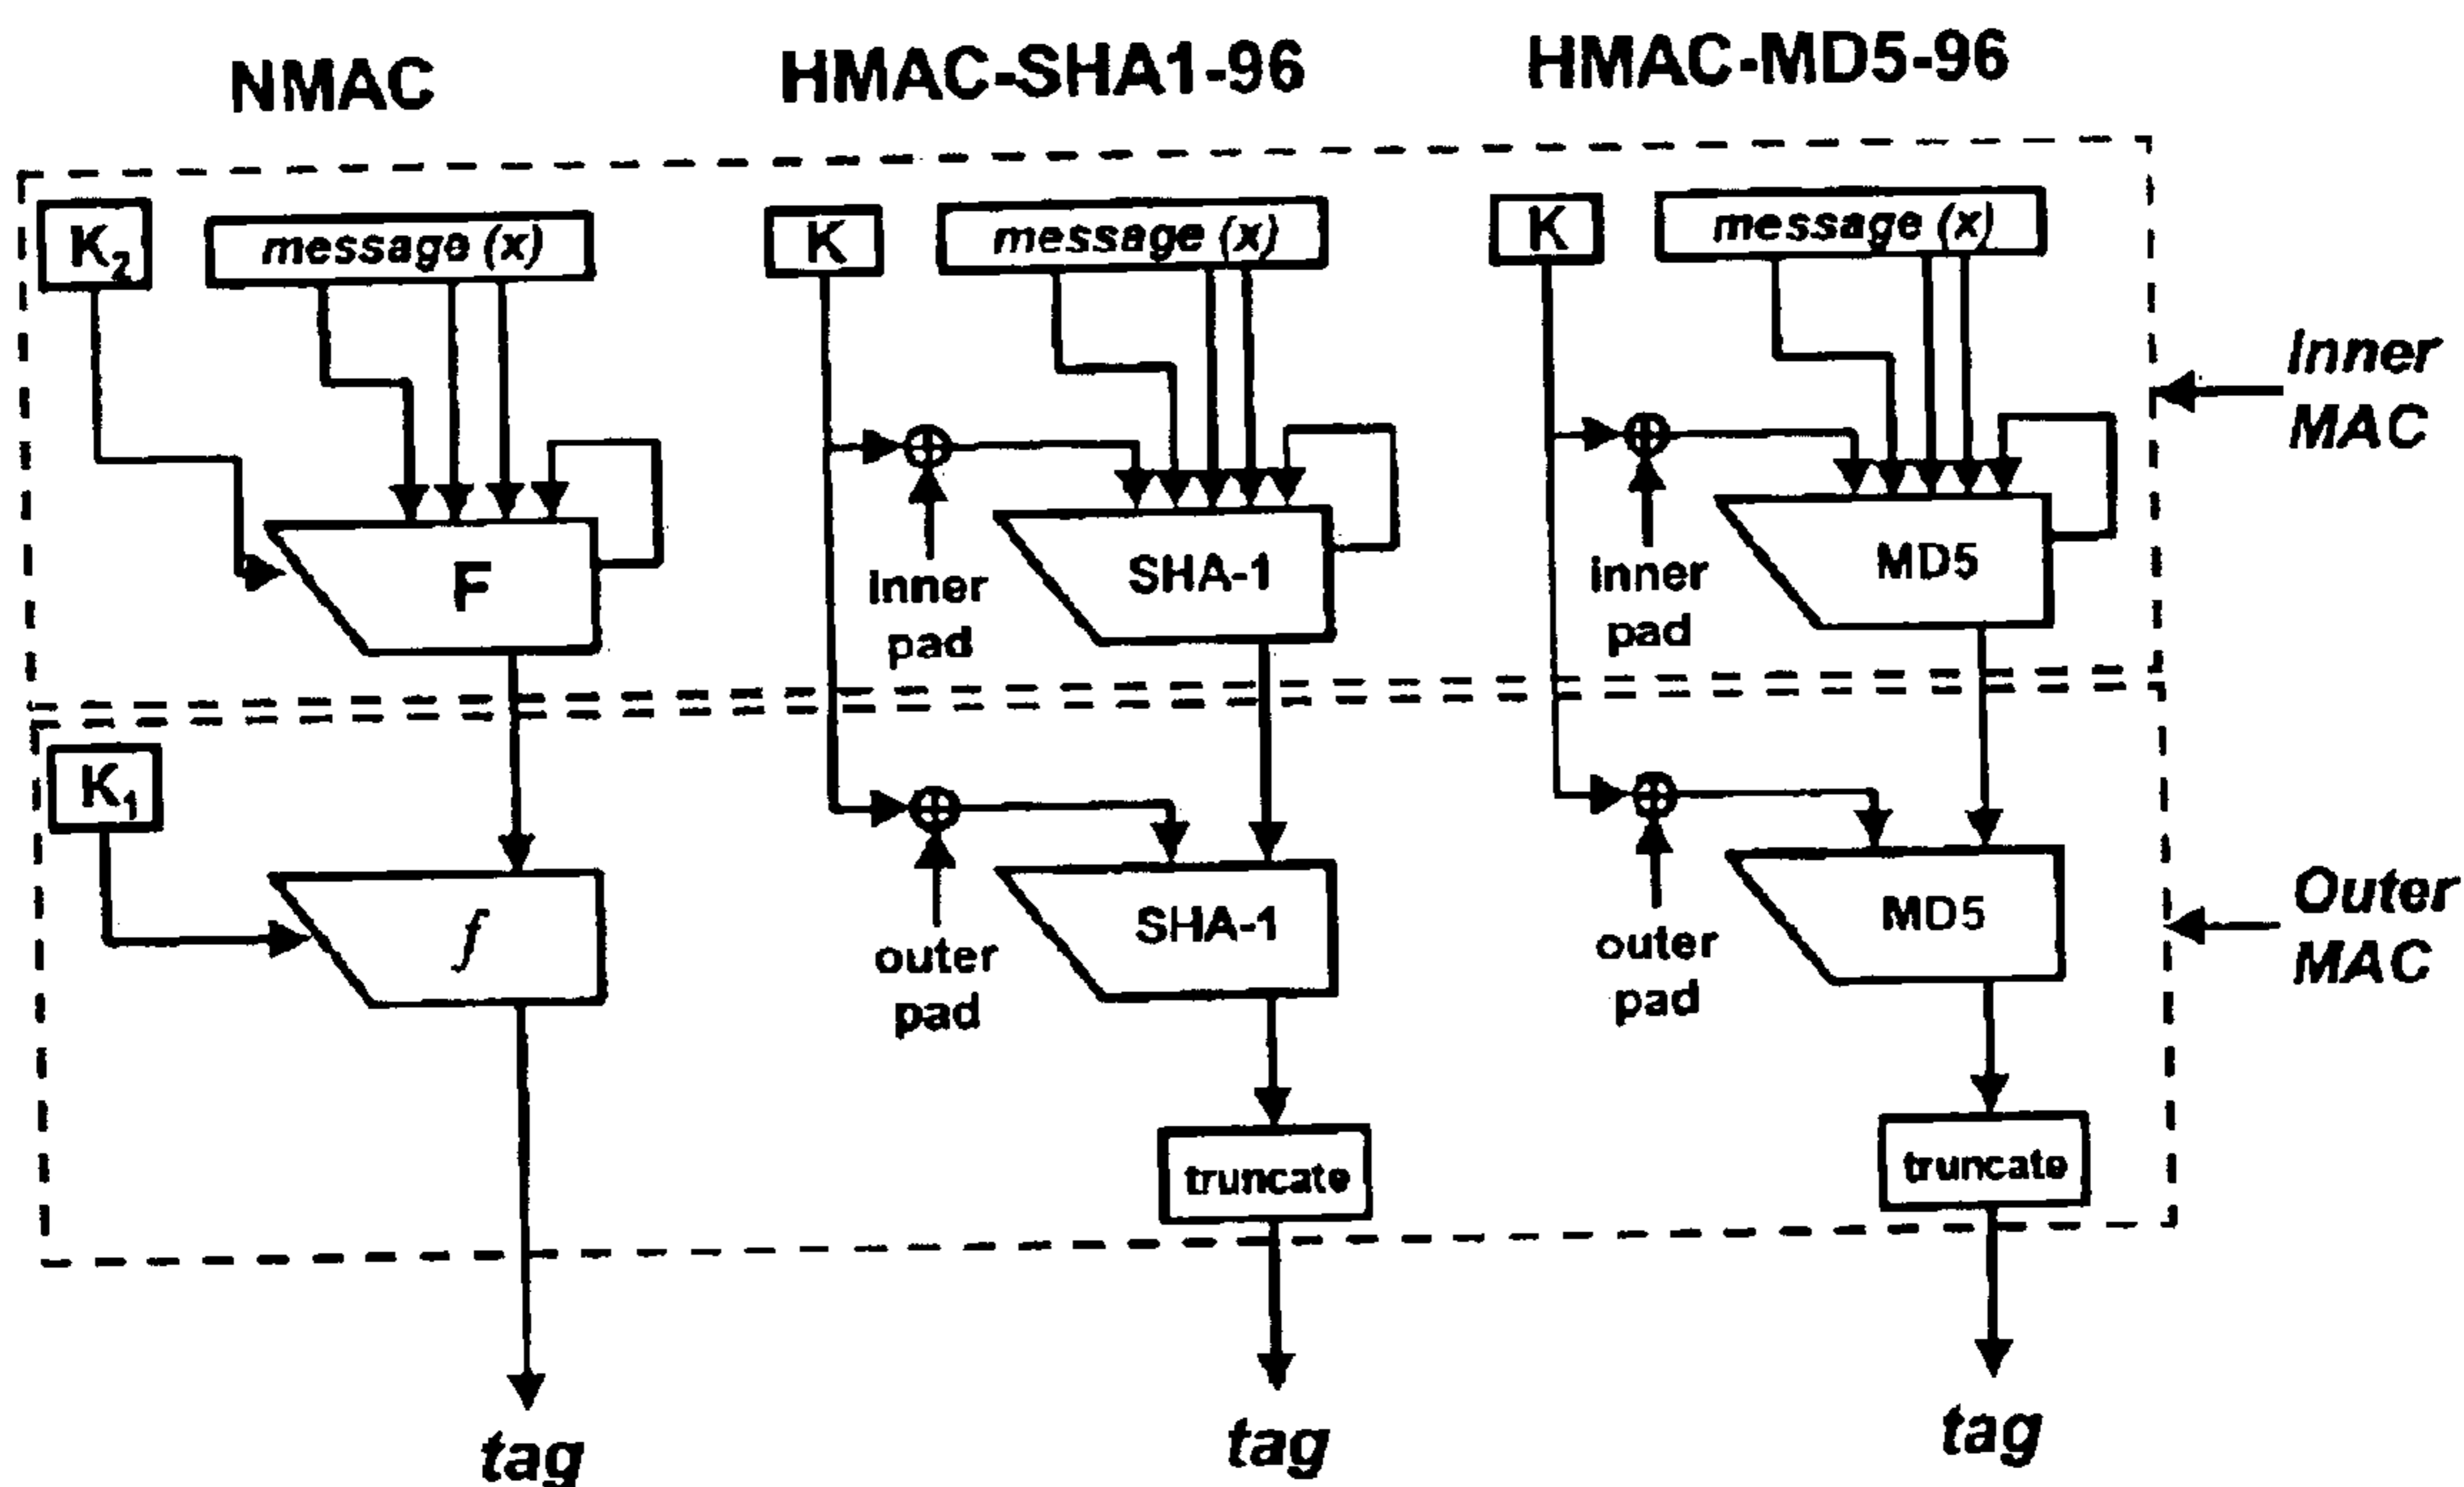 NMAC
HMAC-SHA1-96
HMAC-MD5-96
K2
message (x)
K
message (x)
K
message (x)
Inner
MAC
F
inner
pad
SHA-1
inner
pad
MD5
K1
f
outer
pad
SHA-1
outer
pad
MD5
Outer
MAC
truncate
truncate
tag
tag
tag